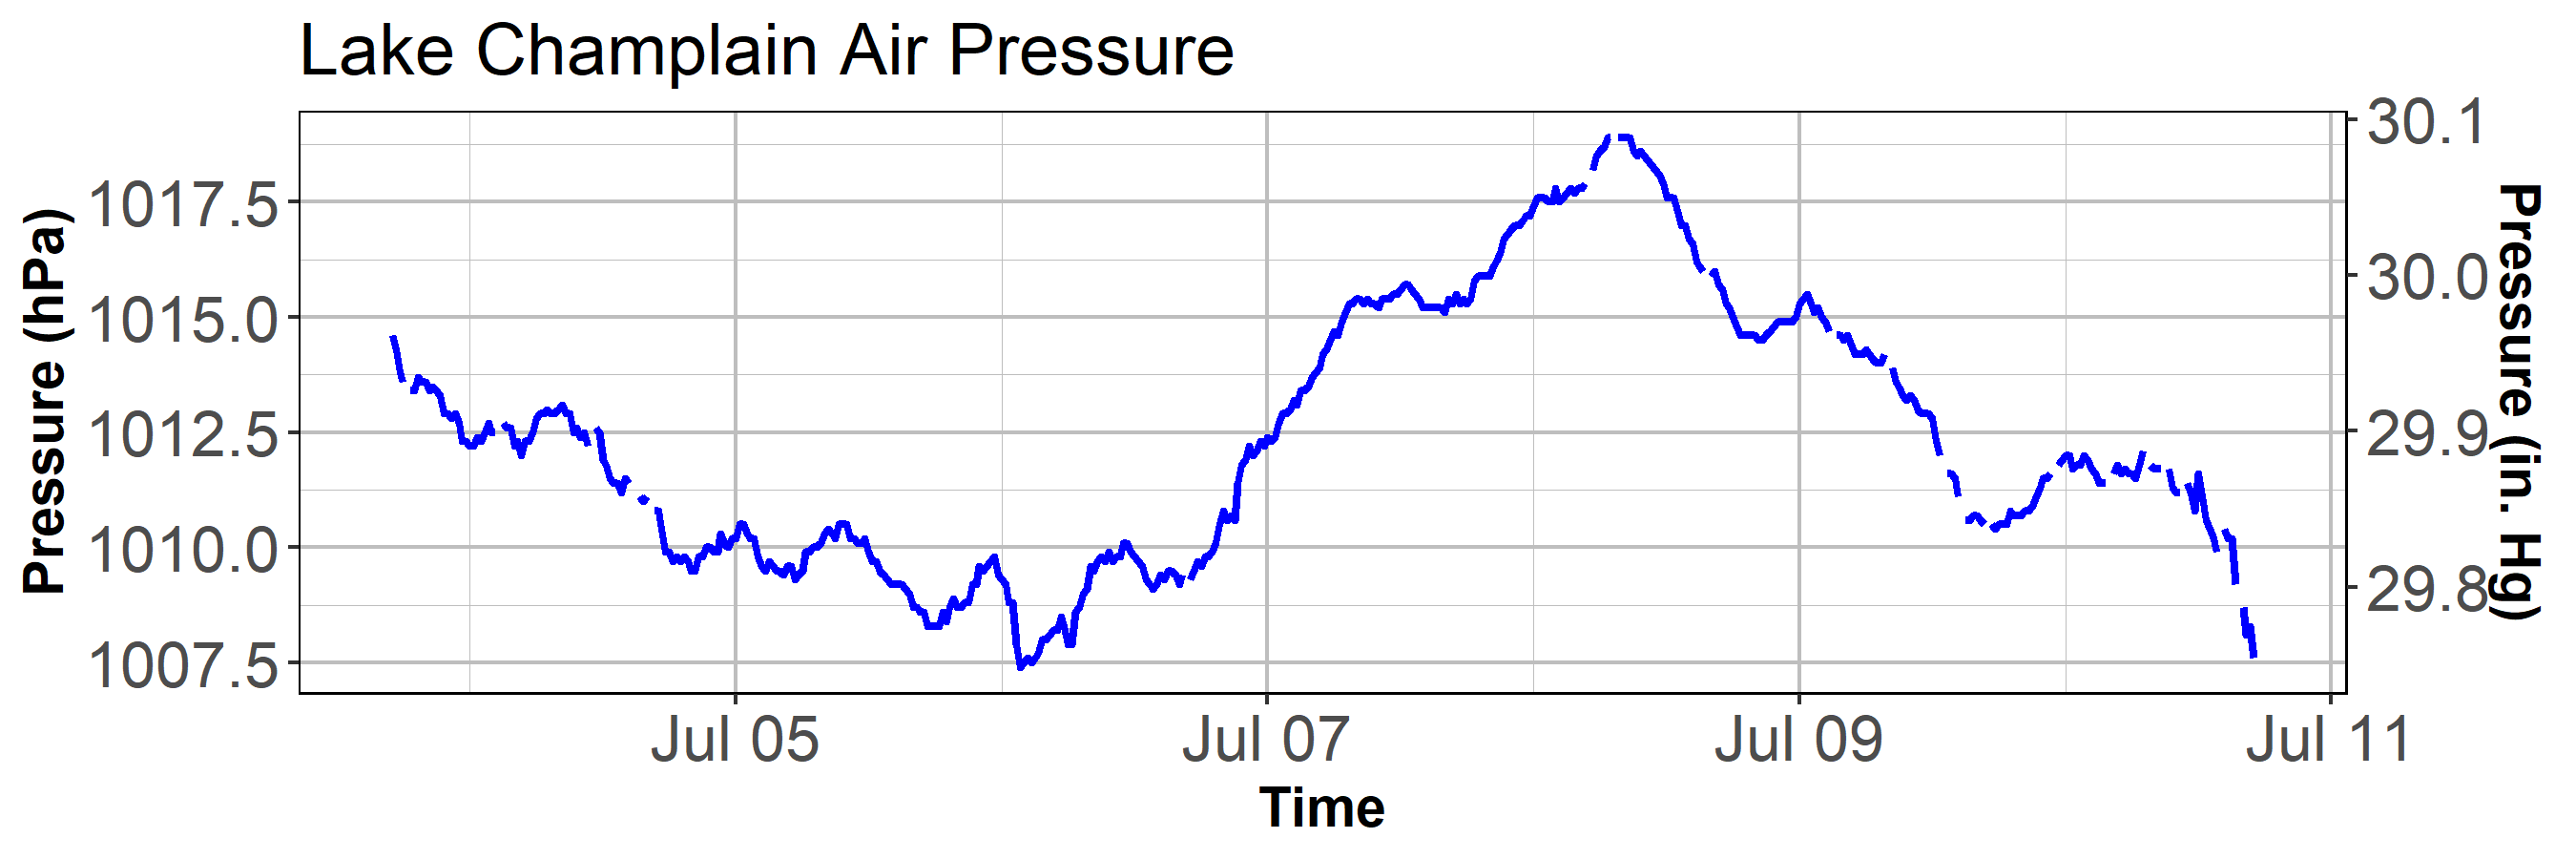 Lake Champlain Air Pressure
Pressure (hPa)
1017.5
1015.0
1012.5
1010.0
1007.5
30.1
30.0
29.9
29.8
Pressure (in. Hg)
Jul 05 Jul 07 Jul 09 Jul 11
Time